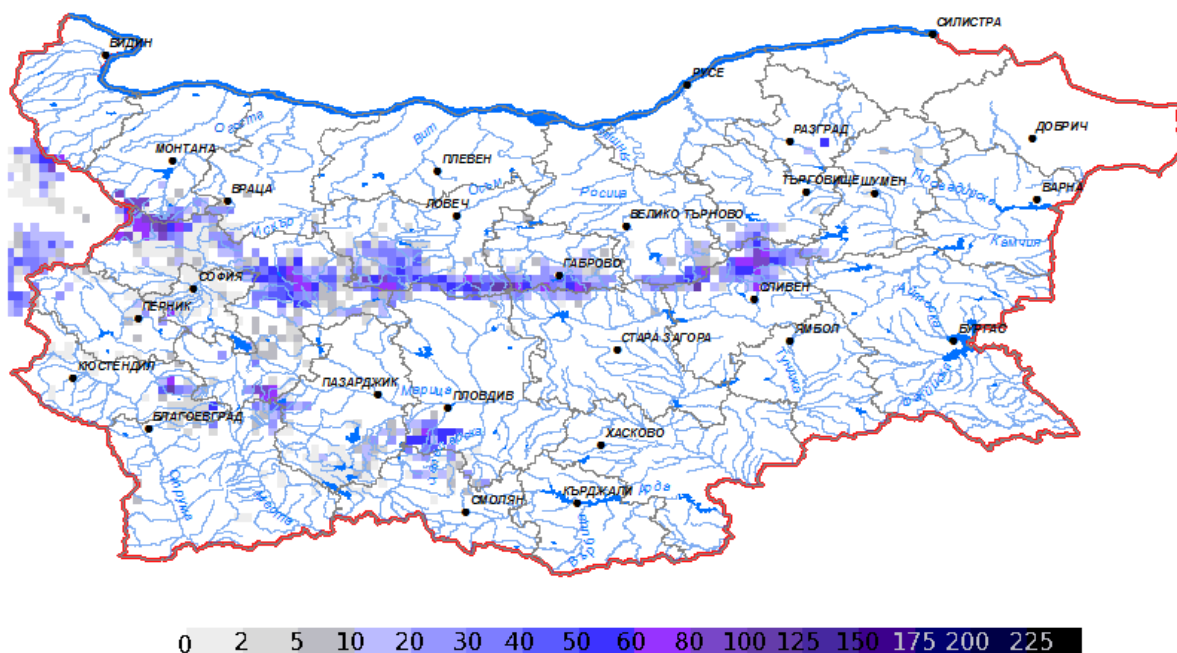 СИЛИСТРА
ВИДИН
РУСЕ
Огоста
Вит
РАЗГРАД
ДОБРИЧ
МОНТАНА
ПЛЕВЕН
ВРАЦА
Осъм
Росица
ТЪРГОВИЩЕ
ШУМЕН
ВАРНА
ЛОВЕЧ
Искър
ВЕЛИКО ТЪРНОВО
Камчия
СОФИЯ
ГАБРОВО
СЛИВЕН
ПЕРНИК
СТАРА ЗАГОРА
ЯМБОЛ
БУРГАС
Тунджа
КЮСТЕНДИЛ
ПАЗАРДЖИК
Марица
ПЛОВДИВ
БЛАГОЕВГРАД
ХАСКОВО
Струма
Места
СМОЛЯН
КЪРДЖАЛИ
0 2 5 10 20 30 40 50 60 80 100 125 150 175 200 225